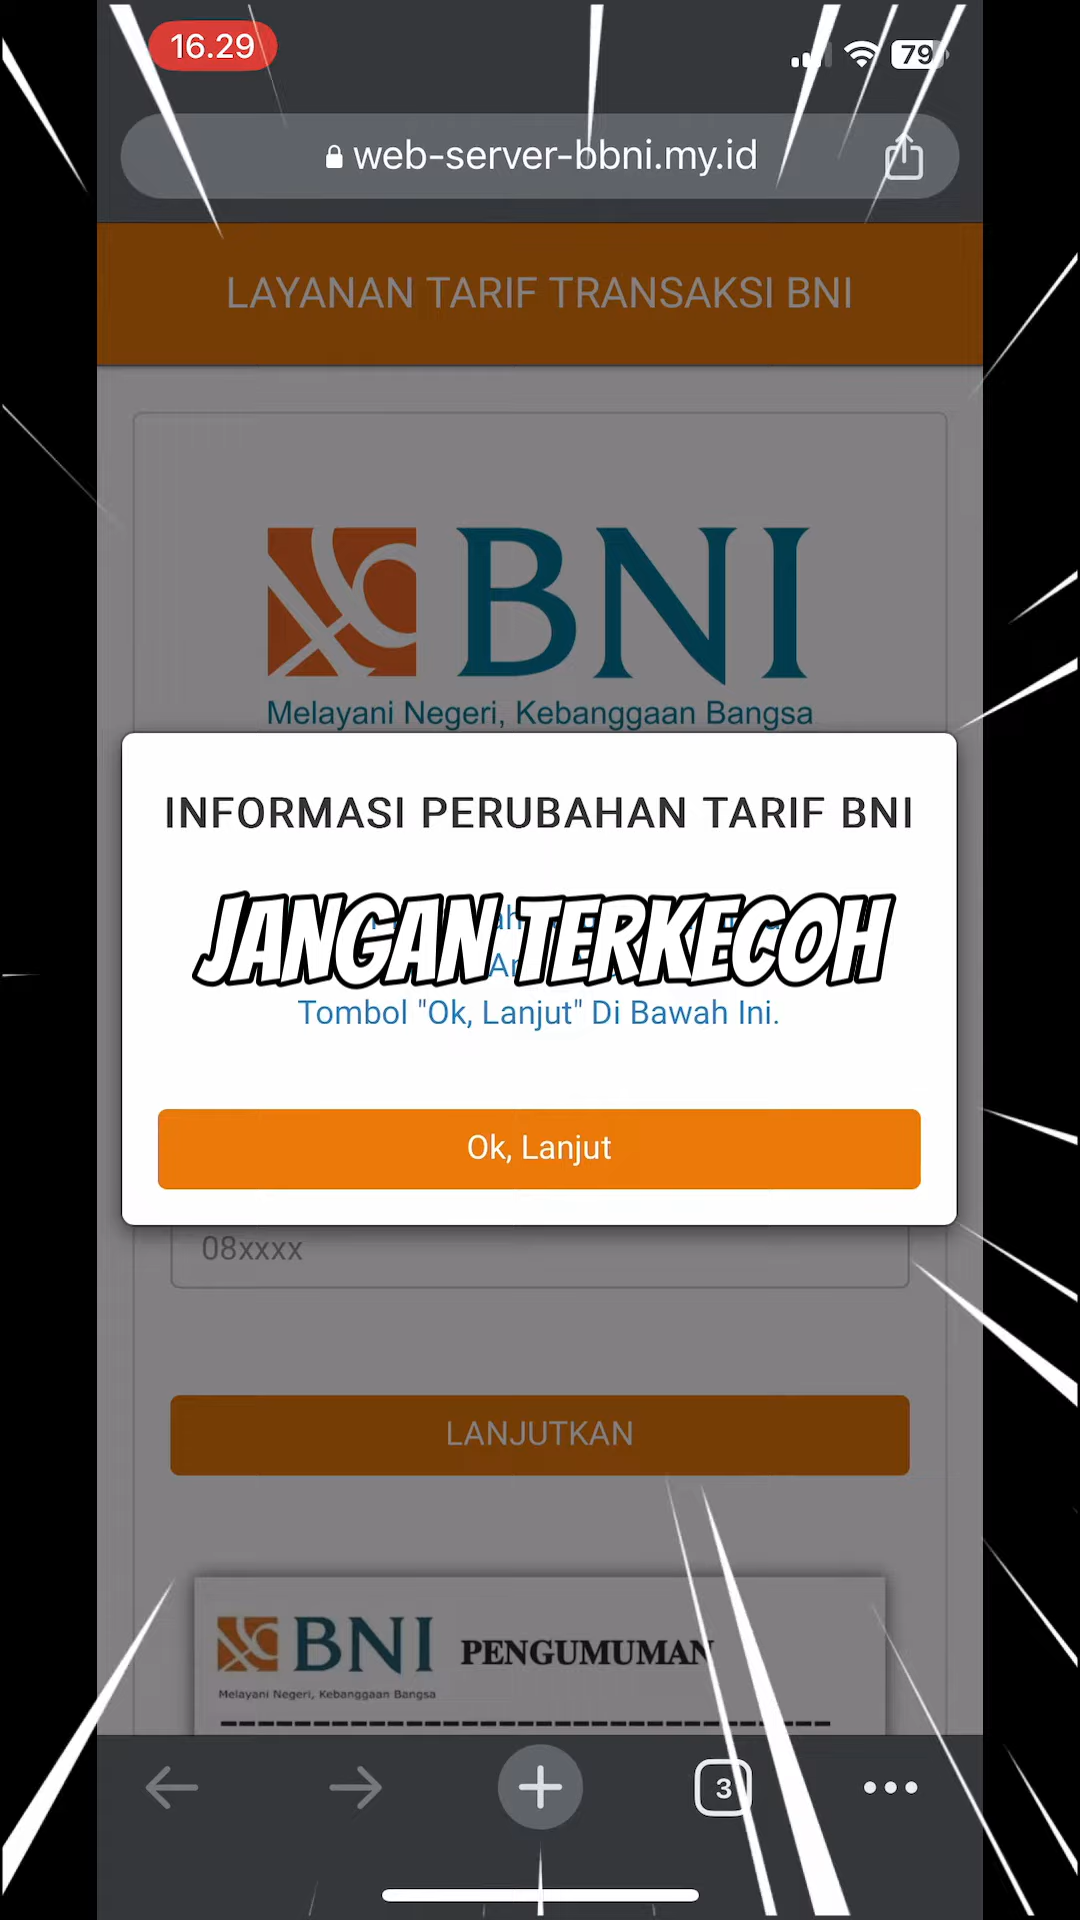 16.29
79
web-server-bbni.my.id
LAYANAN TARIF TRANSAKSI BNI
BNI
Melayani Negeri, Kebanggaan Bangsa
INFORMASI PERUBAHAN TARIF BNI
JANGAN TERKECOH
Tombol "Ok, Lanjut" Di Bawah Ini.
Ok, Lanjut
08xxxx
LANJUTKAN
BNI PENGUMUMAN
Melayani Negeri, Kebanggaan Bangsa
3